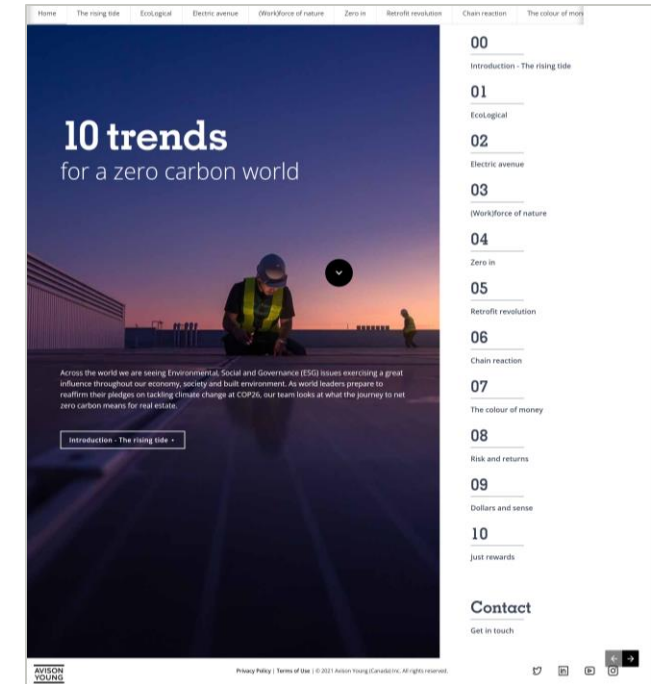 Home The rising tide EcoLogical Electric avenue (Work)force of nature Zero in Retrofit revolution Chain reaction The colour of mon
10 trends
for a zero carbon world
Across the world we are seeing Environmental, Social and Governance (ESG) issues exercising a great
influence throughout our economy, society and built environment. As world leaders prepare to
reaffirm their pledges on tackling climate change at COP26, our team looks at what the journey to net
zero carbon means for real estate.
Introduction - The rising tide
00
Introduction - The rising tide
01
EcoLogical
02
Electric avenue
03
(Work)force of nature
04
Zero in
05
Retrofit revolution
06
Chain reaction
07
The colour of money
08
Risk and returns
09
Dollars and sense
10
Just rewards
Contact
Get in touch
AVISON
YOUNG
Privacy Policy | Terms of Use | © 2021 Avison Young (Canada) Inc. All rights reserved.